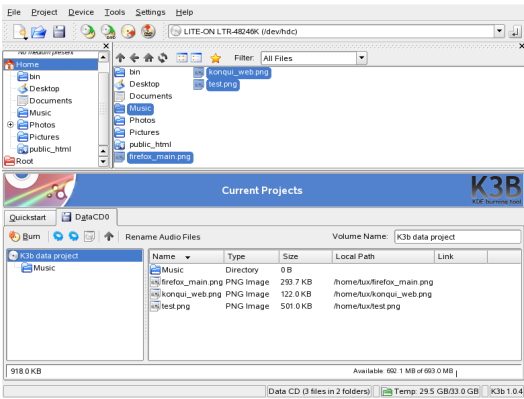 File Project Device Tools Settings Help
LITE-ON LTR-48246K (/dev/hdc)
No medium present
Filter: All Files
Home
bin
Desktop
Documents
Music
Photos
Pictures
public_html
Root
bin
Desktop
Documents
Music
Photos
Pictures
public_html
firefox_main.png
konqui_web.png
test.png
Current Projects
K3B
KDE burning tool
Quickstart DataCD0
Burn Rename Audio Files Volume Name: K3b data project
K3b data project
Music
Name Type Size Local Path Link
Music Directory 0 B
firefox_main.png PNG Image 293.7 KB /home/tux/firefox_main.png
konqui_web.png PNG Image 122.0 KB /home/tux/konqui_web.png
test.png PNG Image 501.0 KB /home/tux/test.png
918.0 KB Available: 692.1 MB of 693.0 MB
Data CD (3 files in 2 folders) Temp: 29.5 GB/33.0 GB K3b 1.0.4